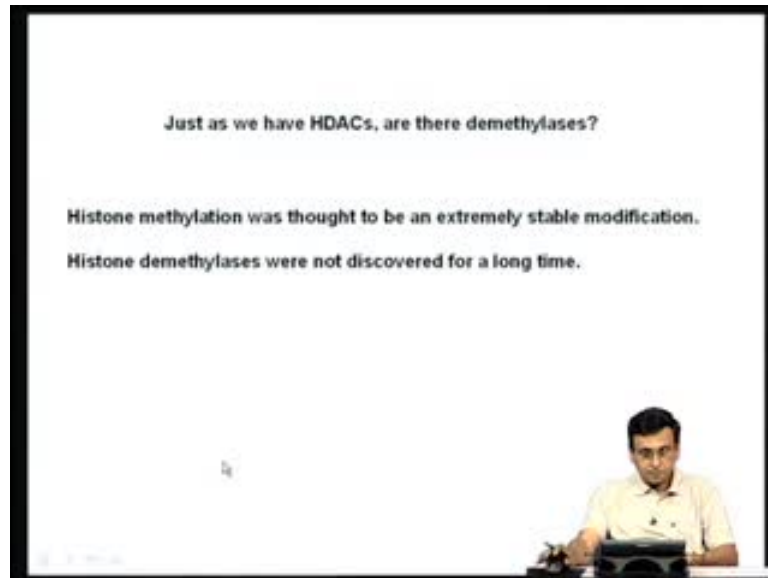 Just as we have HDACs, are there demethylases?
Histone methylation was thought to be an extremely stable modification.
Histone demethylases were not discovered for a long time.